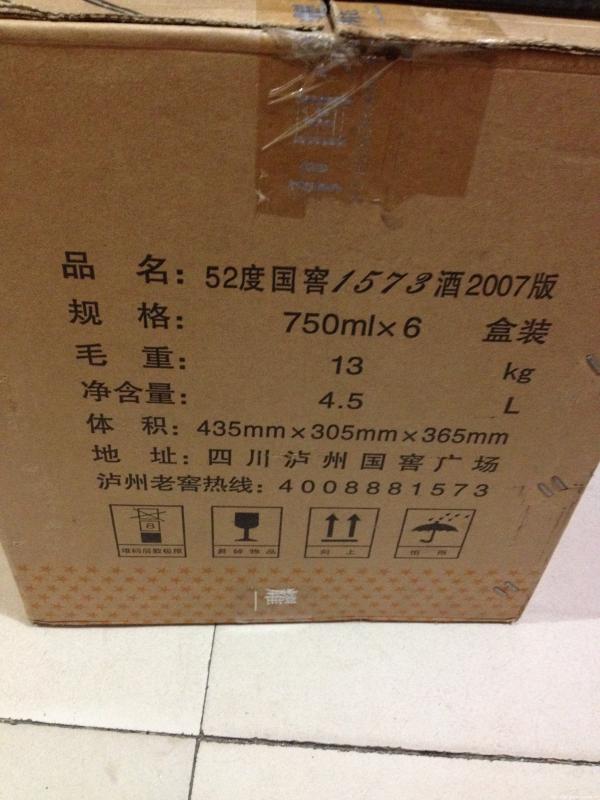 品 名：52度国窖1573酒2007版
规 格：750ml×6 盒装
毛 重：13 kg
净含量：4.5 L
体 积：435mm×305mm×365mm
地 址：四川泸州国窖广场
泸州老窖热线：4008881573
8
堆码层数极限 易碎物品 向上 怕雨